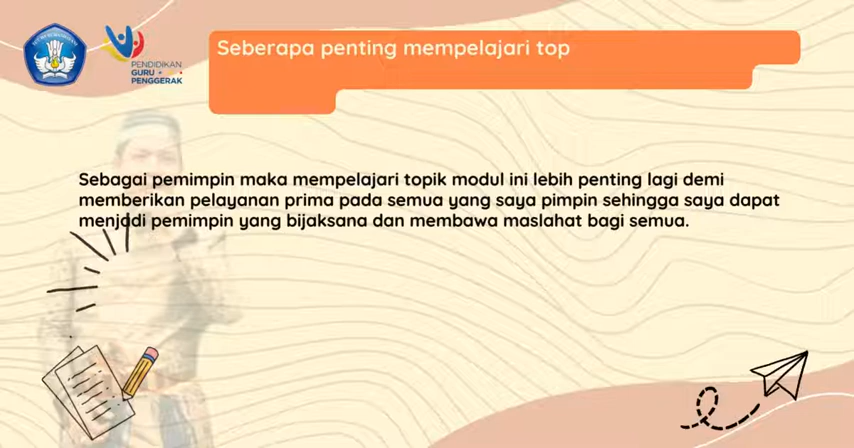 PENDIDIKAN
GURU
PENGGERAK
Seberapa penting mempelajari top
Sebagai pemimpin maka mempelajari topik modul ini lebih penting lagi demi
memberikan pelayanan prima pada semua yang saya pimpin sehingga saya dapat
menjadi pemimpin yang bijaksana dan membawa maslahat bagi semua.